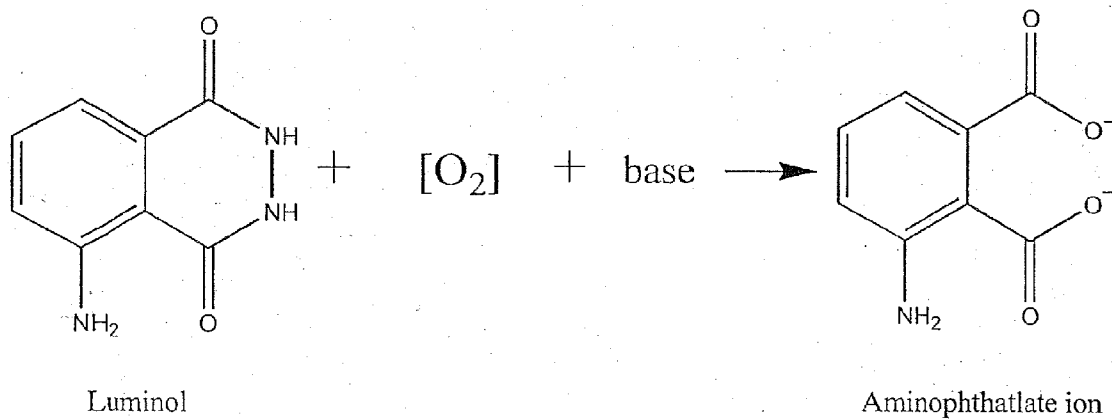 O
O
NH
O⁻
+ [O₂] + base
NH
O⁻
NH₂
O
NH₂
O
Luminol
Aminophthatlate ion